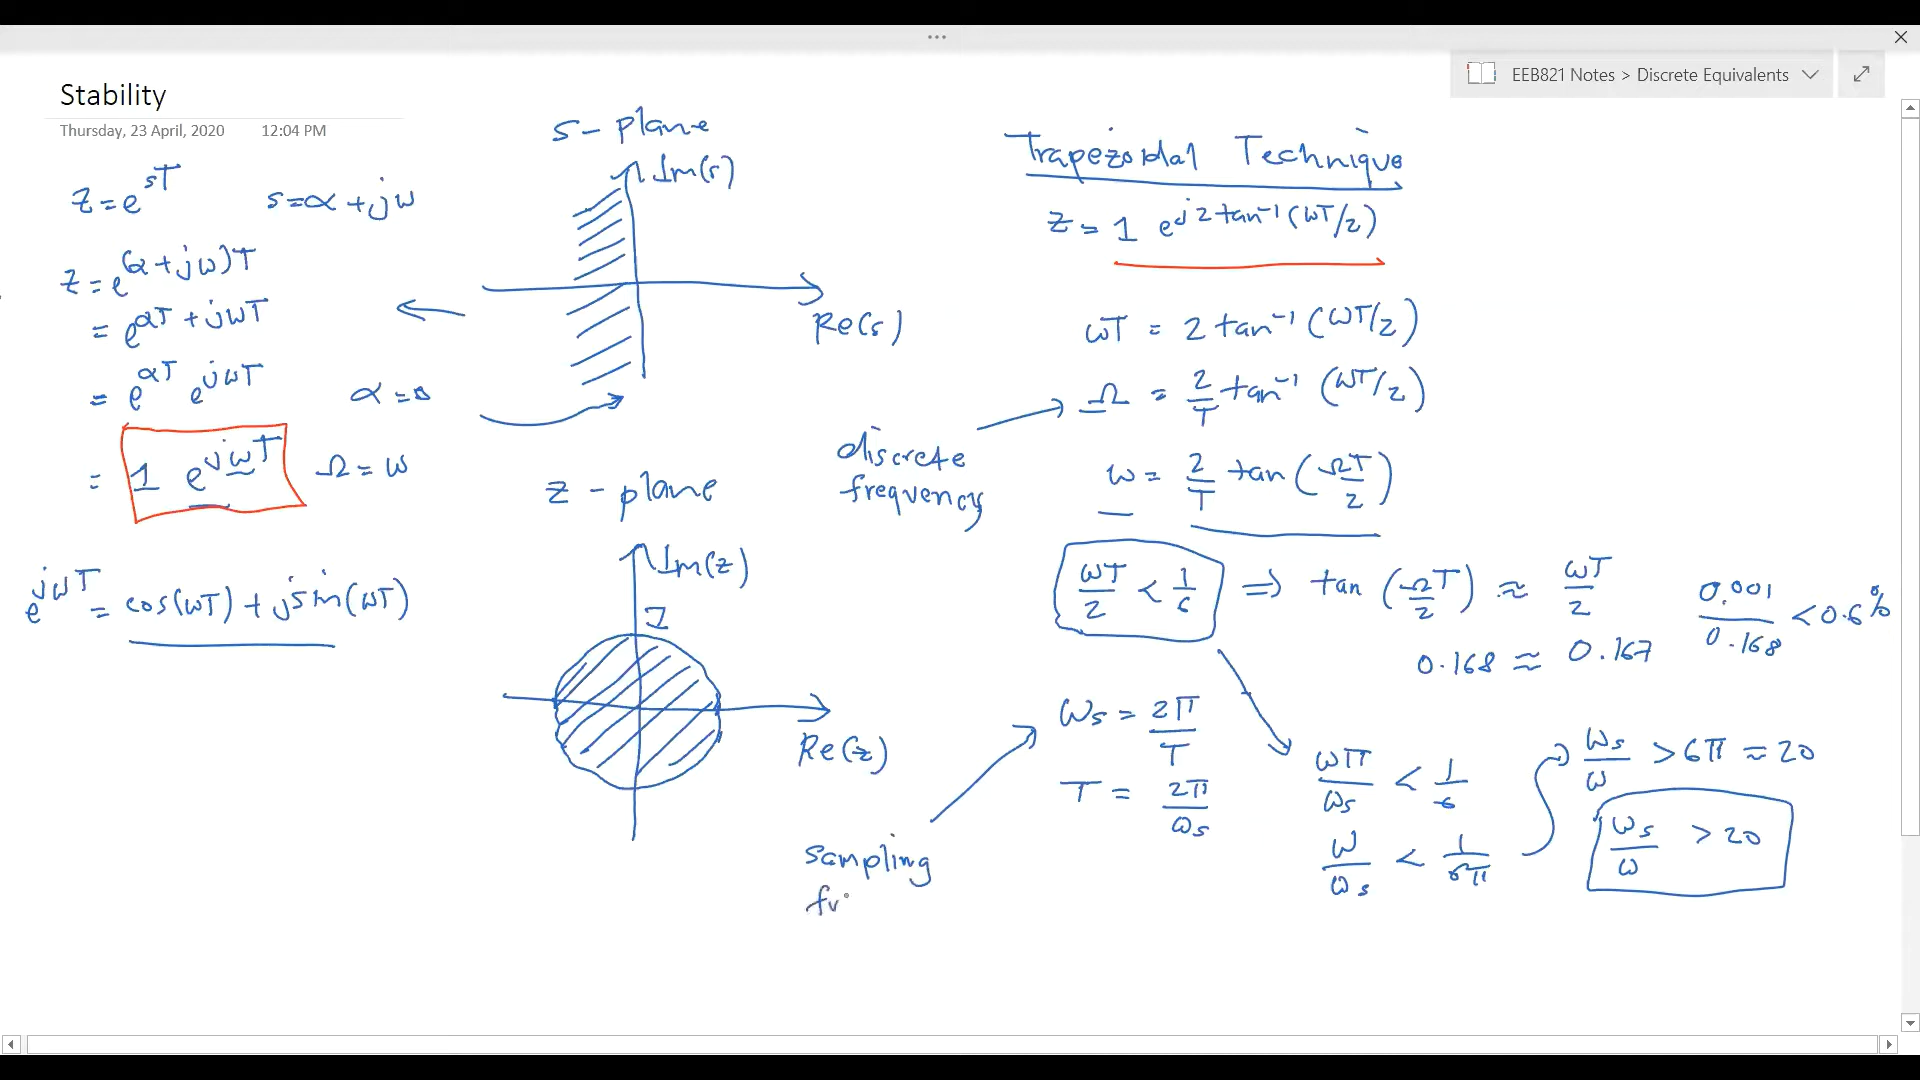 EEB821 Notes > Discrete Equivalents
Stability
Thursday, 23 April, 2020 12:04 PM
z = e^sT s = α + jω
z = e^(α + jω)T
= e^αT + jωT
= e^αT e^jωT α = 0
= 1 e^jωT Ω = ω
e^jωT = cos(ωT) + jsin(ωT)
s - plane
Im(s)
Re(s)
z - plane
Im(z)
1
Re(z)
Trapezoidal Technique
z = 1 e^j2tan⁻¹(ωT/2)
ωT = 2 tan⁻¹(ωT/2)
Ω = 2/T tan⁻¹(ωT/2)
discrete
frequency
ω = 2/T tan(ΩT/2)
ωT/2 < 1/6 ⇒ tan(ΩT/2) ≈ ωT/2
0.168 ≈ 0.167
0.001/0.168 < 0.6%
ωs = 2π/T
T = 2π/ωs
sampling
ωπ/ωs < 1/6
ω/ωs < 1/6π
ωs/ω > 6π ≈ 20
ωs/ω > 20